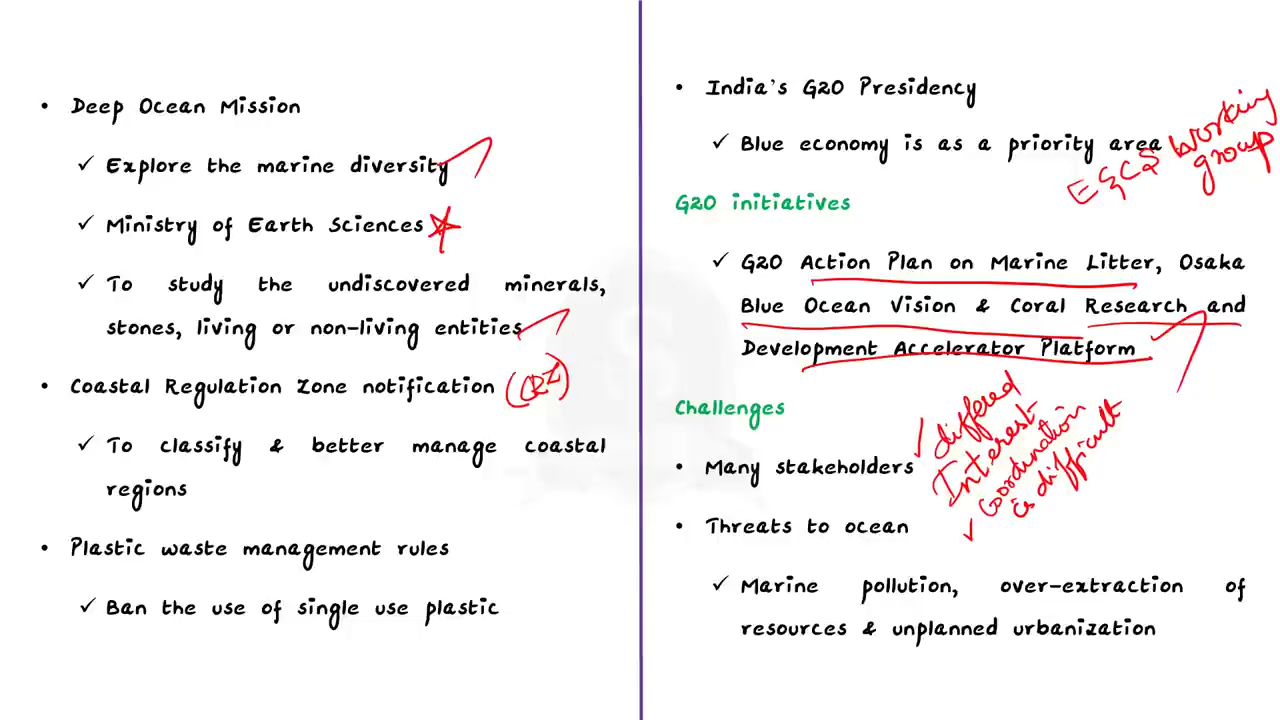 • Deep Ocean Mission
✓ Explore the marine diversity
✓ Ministry of Earth Sciences
✓ To study the undiscovered minerals,
stones, living or non-living entities
• Coastal Regulation Zone notification (CRZ)
✓ To classify & better manage coastal
regions
• Plastic waste management rules
✓ Ban the use of single use plastic
• India's G20 Presidency
✓ Blue economy is as a priority area
E&CS Working
group
G20 initiatives
✓ G20 Action Plan on Marine Litter, Osaka
Blue Ocean Vision & Coral Research and
Development Accelerator Platform
Challenges
• Many stakeholders
✓ differed
Interest
✓ Coordination
is difficult
• Threats to ocean
✓ Marine pollution, over-extraction of
resources & unplanned urbanization